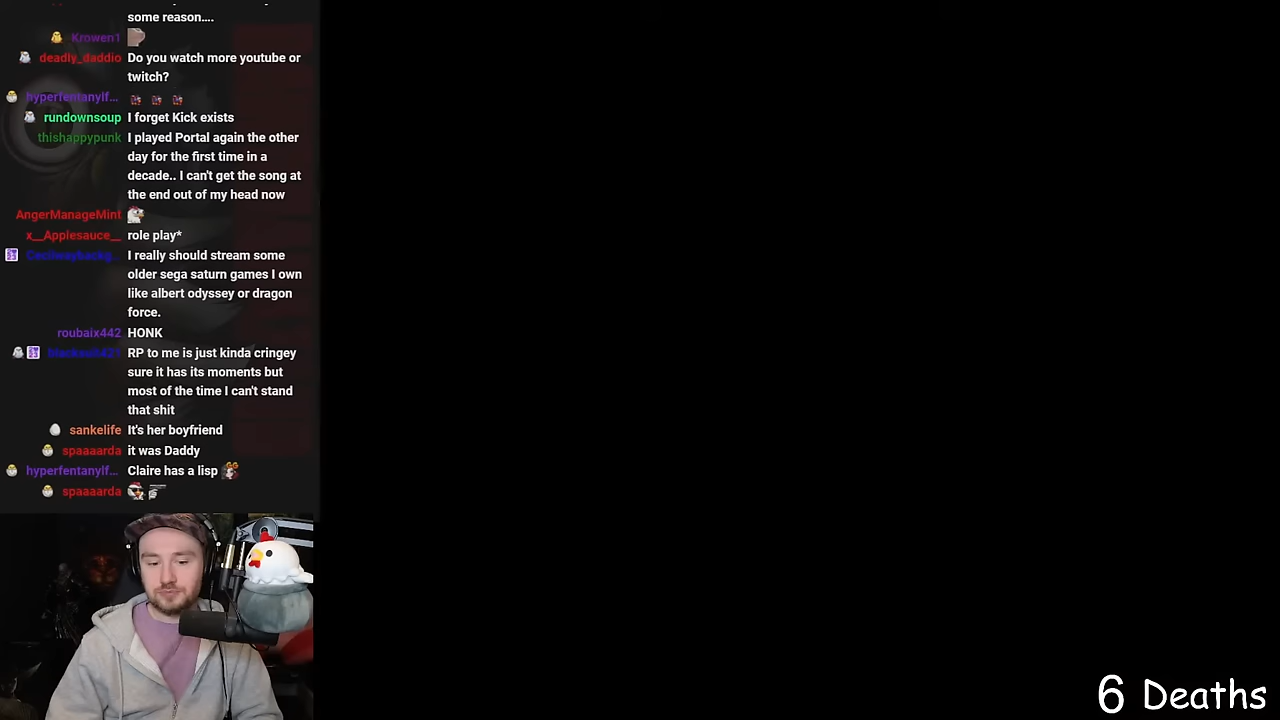 some reason....
Krowen1
deadly_daddio Do you watch more youtube or
twitch?
hyperfentanylf...
rundownsoup I forget Kick exists
thishappypunk I played Portal again the other
day for the first time in a
decade.. I can't get the song at
the end out of my head now
AngerManageMint
x__Applesauce__ role play*
I really should stream some
older sega saturn games I own
like albert odyssey or dragon
force.
roubaix442 HONK
RP to me is just kinda cringey
sure it has its moments but
most of the time I can't stand
that shit
sankelife It's her boyfriend
spaaaarda it was Daddy
hyperfentanylf... Claire has a lisp
spaaaarda
6 Deaths